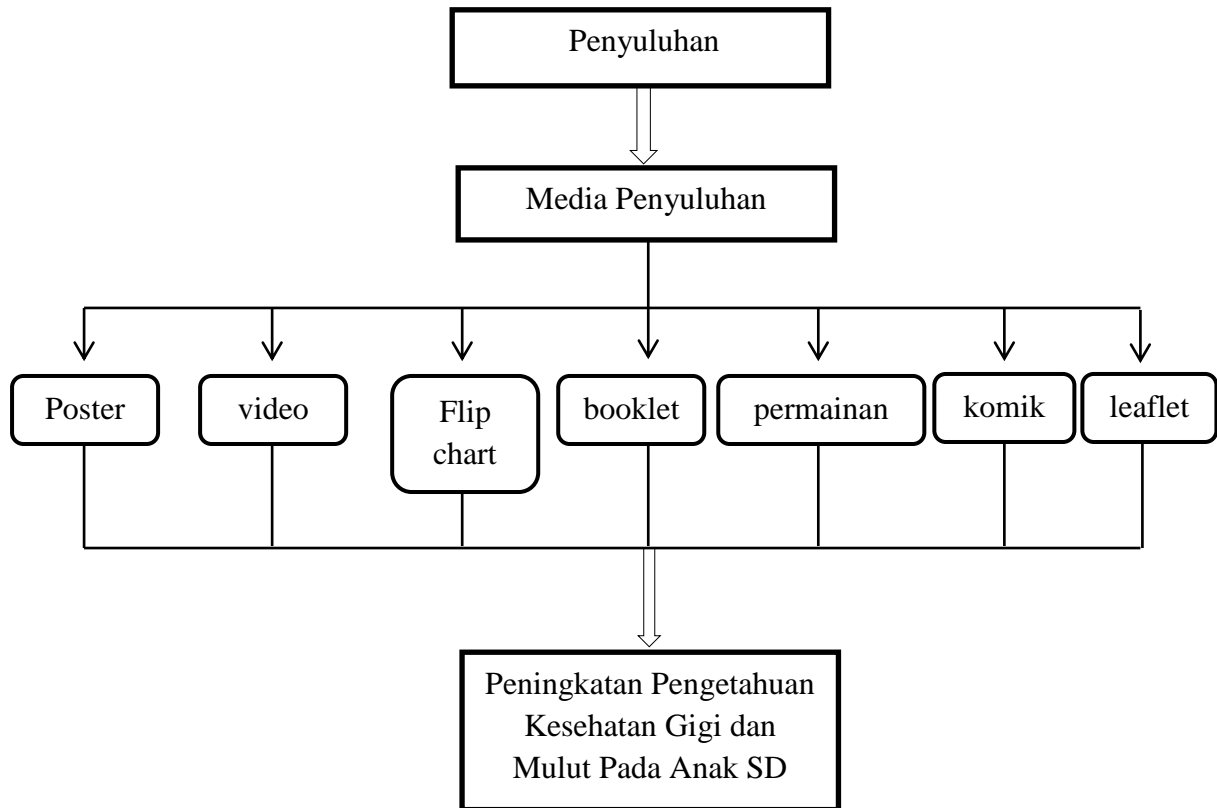 Penyuluhan
Media Penyuluhan
Poster
video
Flip
chart
booklet
permainan
komik
leaflet
Peningkatan Pengetahuan
Kesehatan Gigi dan
Mulut Pada Anak SD